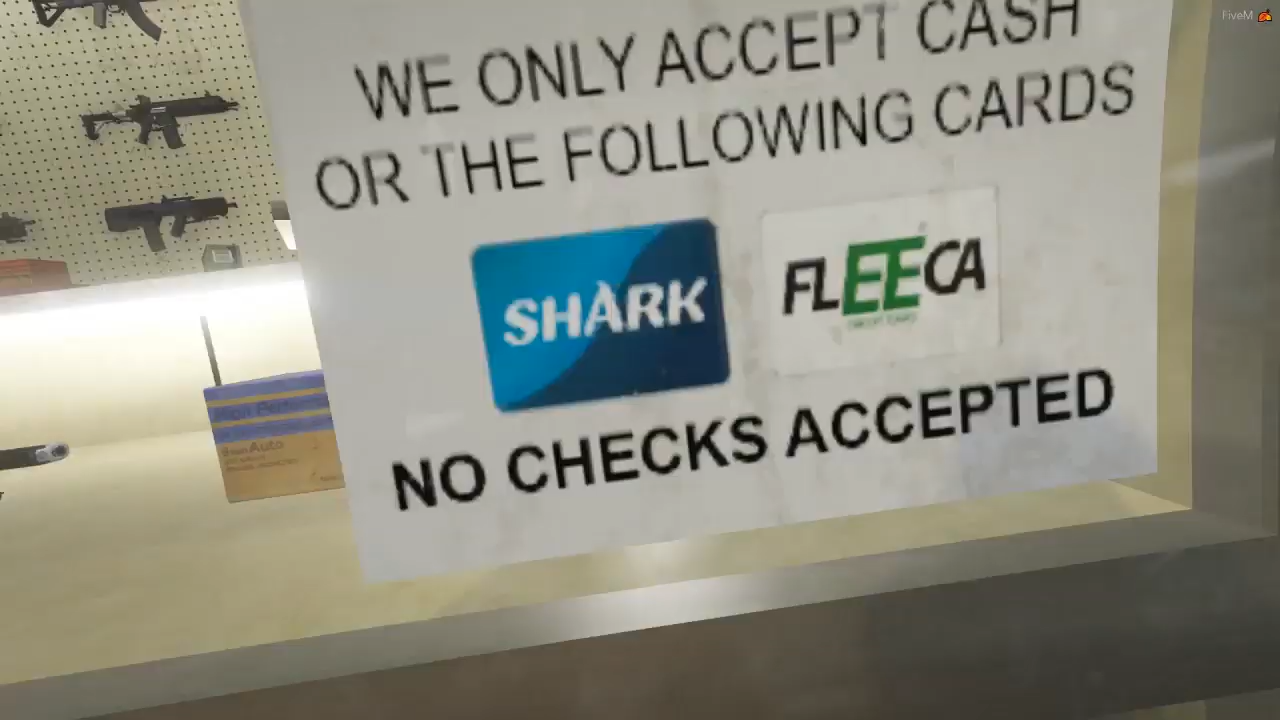 FiveM
WE ONLY ACCEPT CASH
OR THE FOLLOWING CARDS
SHARK
FLEECA
NO CHECKS ACCEPTED